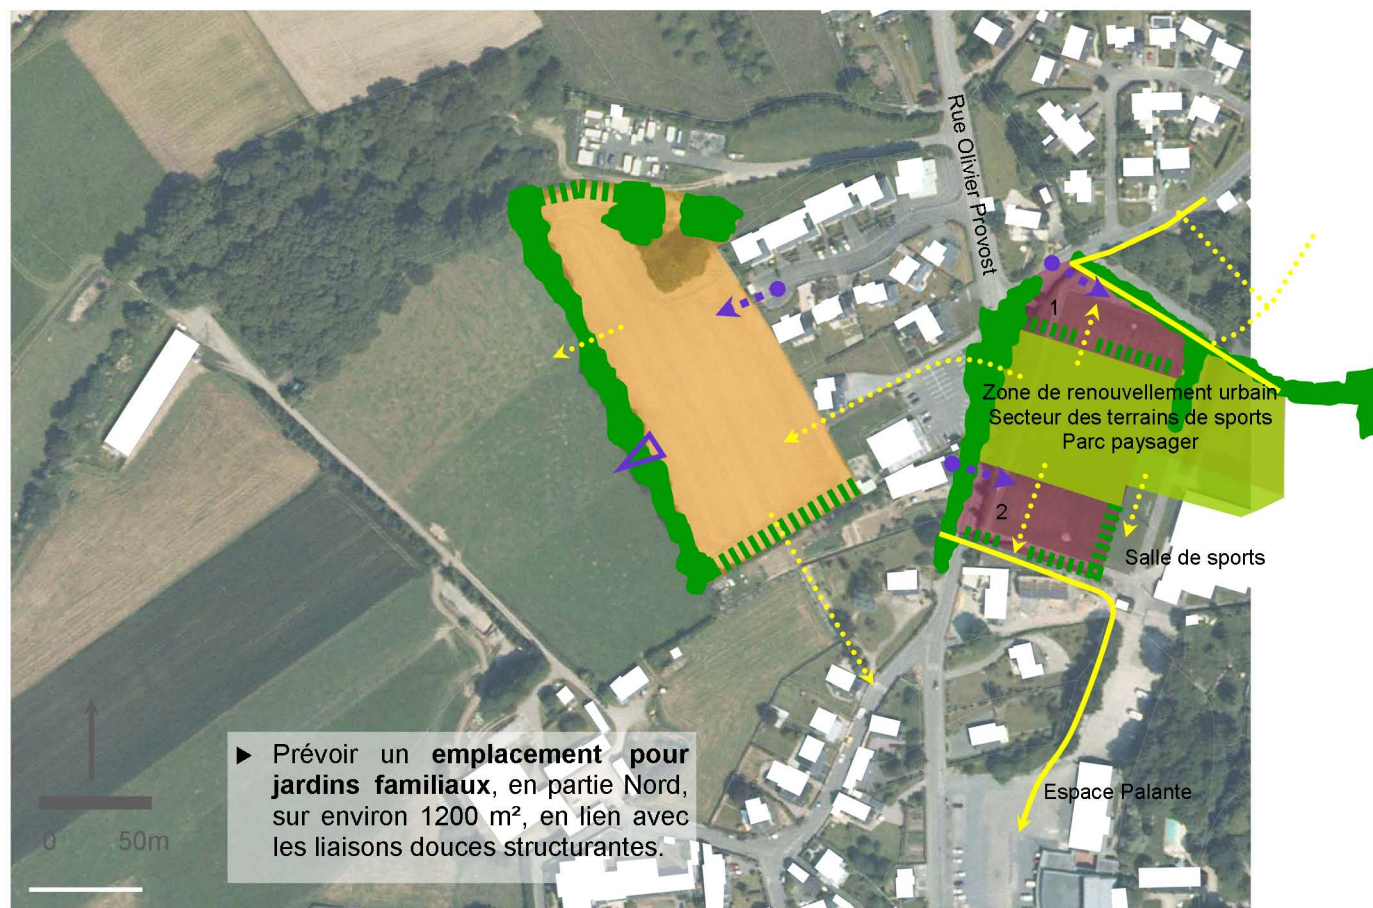 Rue Olivier Provost
1
Zone de renouvellement urbain
Secteur des terrains de sports
Parc paysager
2
Salle de sports
► Prévoir un emplacement pour
jardins familiaux, en partie Nord,
sur environ 1200 m², en lien avec
les liaisons douces structurantes.
Espace Palante
0 50m